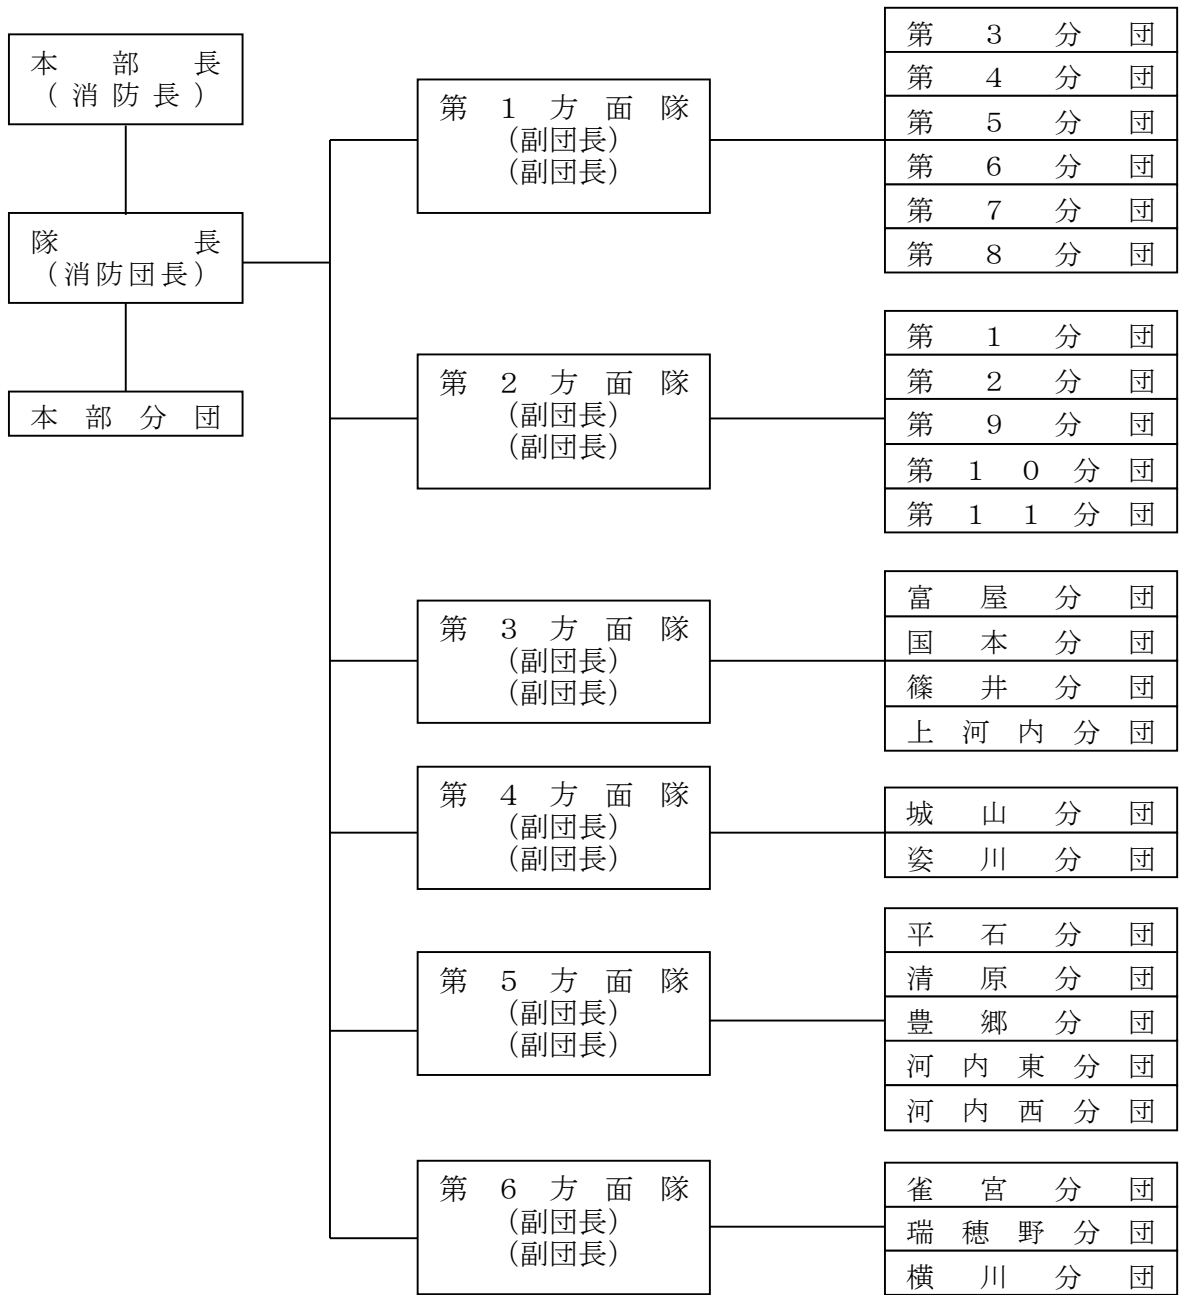 本部長
(消防長)
隊長
(消防団長)
本部分団
第1方面隊
(副団長)
(副団長)
第3分団
第4分団
第5分団
第6分団
第7分団
第8分団
第2方面隊
(副団長)
(副団長)
第1分団
第2分団
第9分団
第10分団
第11分団
第3方面隊
(副団長)
(副団長)
富屋分団
国本分団
篠井分団
上河内分団
第4方面隊
(副団長)
(副団長)
城山分団
姿川分団
第5方面隊
(副団長)
(副団長)
平石分団
清原分団
豊郷分団
河内東分団
河内西分団
第6方面隊
(副団長)
(副団長)
雀宮分団
瑞穂野分団
横川分団